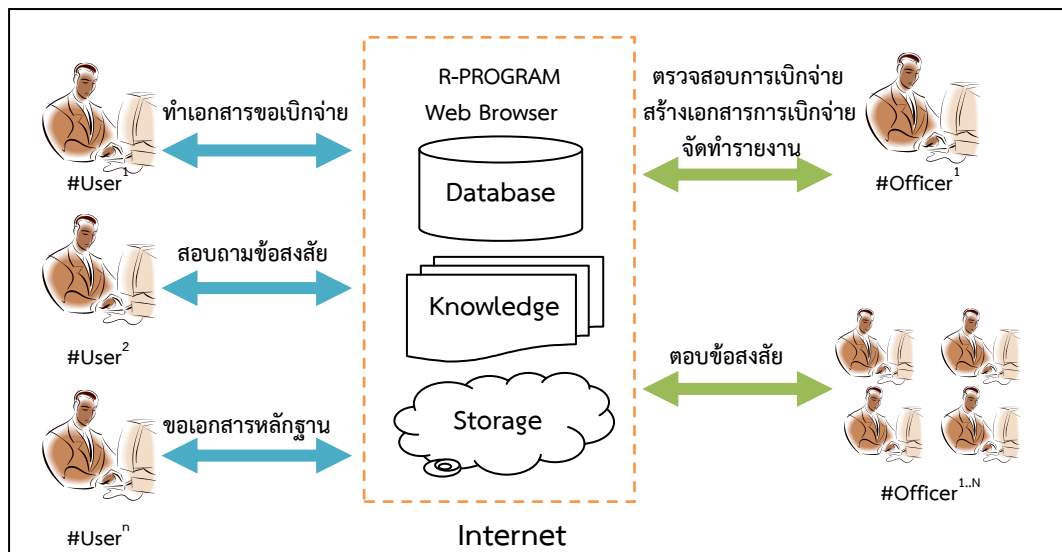 ทำเอกสารขอเบิกจ่าย
#User¹
สอบถามข้อสงสัย
#User²
ขอเอกสารหลักฐาน
#Userⁿ
R-PROGRAM
Web Browser
Database
Knowledge
Storage
Internet
ตรวจสอบการเบิกจ่าย
สร้างเอกสารการเบิกจ่าย
จัดทำรายงาน
#Officer¹
ตอบข้อสงสัย
#Officer¹··ᴺ